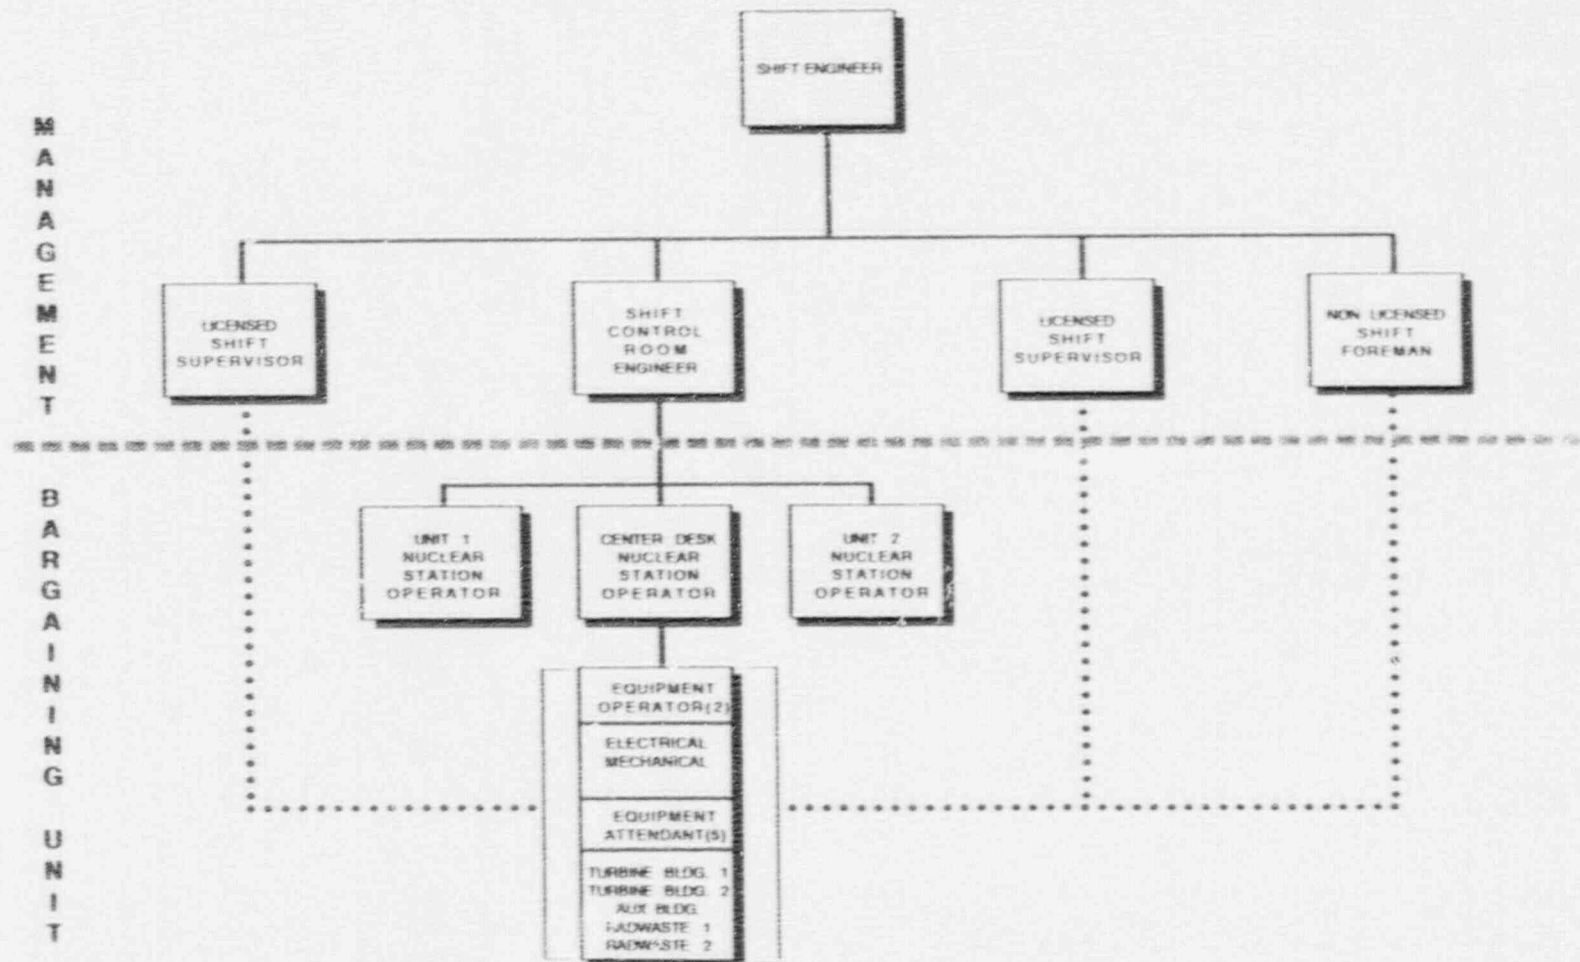 SHIFT ENGINEER
MANAGEMENT
LICENSED
SHIFT
SUPERVISOR
SHIFT
CONTROL
ROOM
ENGINEER
LICENSED
SHIFT
SUPERVISOR
NON LICENSED
SHIFT
FOREMAN
BARGAINING UNIT
UNIT 1
NUCLEAR
STATION
OPERATOR
CENTER DESK
NUCLEAR
STATION
OPERATOR
UNIT 2
NUCLEAR
STATION
OPERATOR
EQUIPMENT
OPERATOR(2)
ELECTRICAL
MECHANICAL
EQUIPMENT
ATTENDANT(5)
TURBINE BLDG. 1
TURBINE BLDG. 2
AUX BLDG.
RADWASTE 1
RADWASTE 2